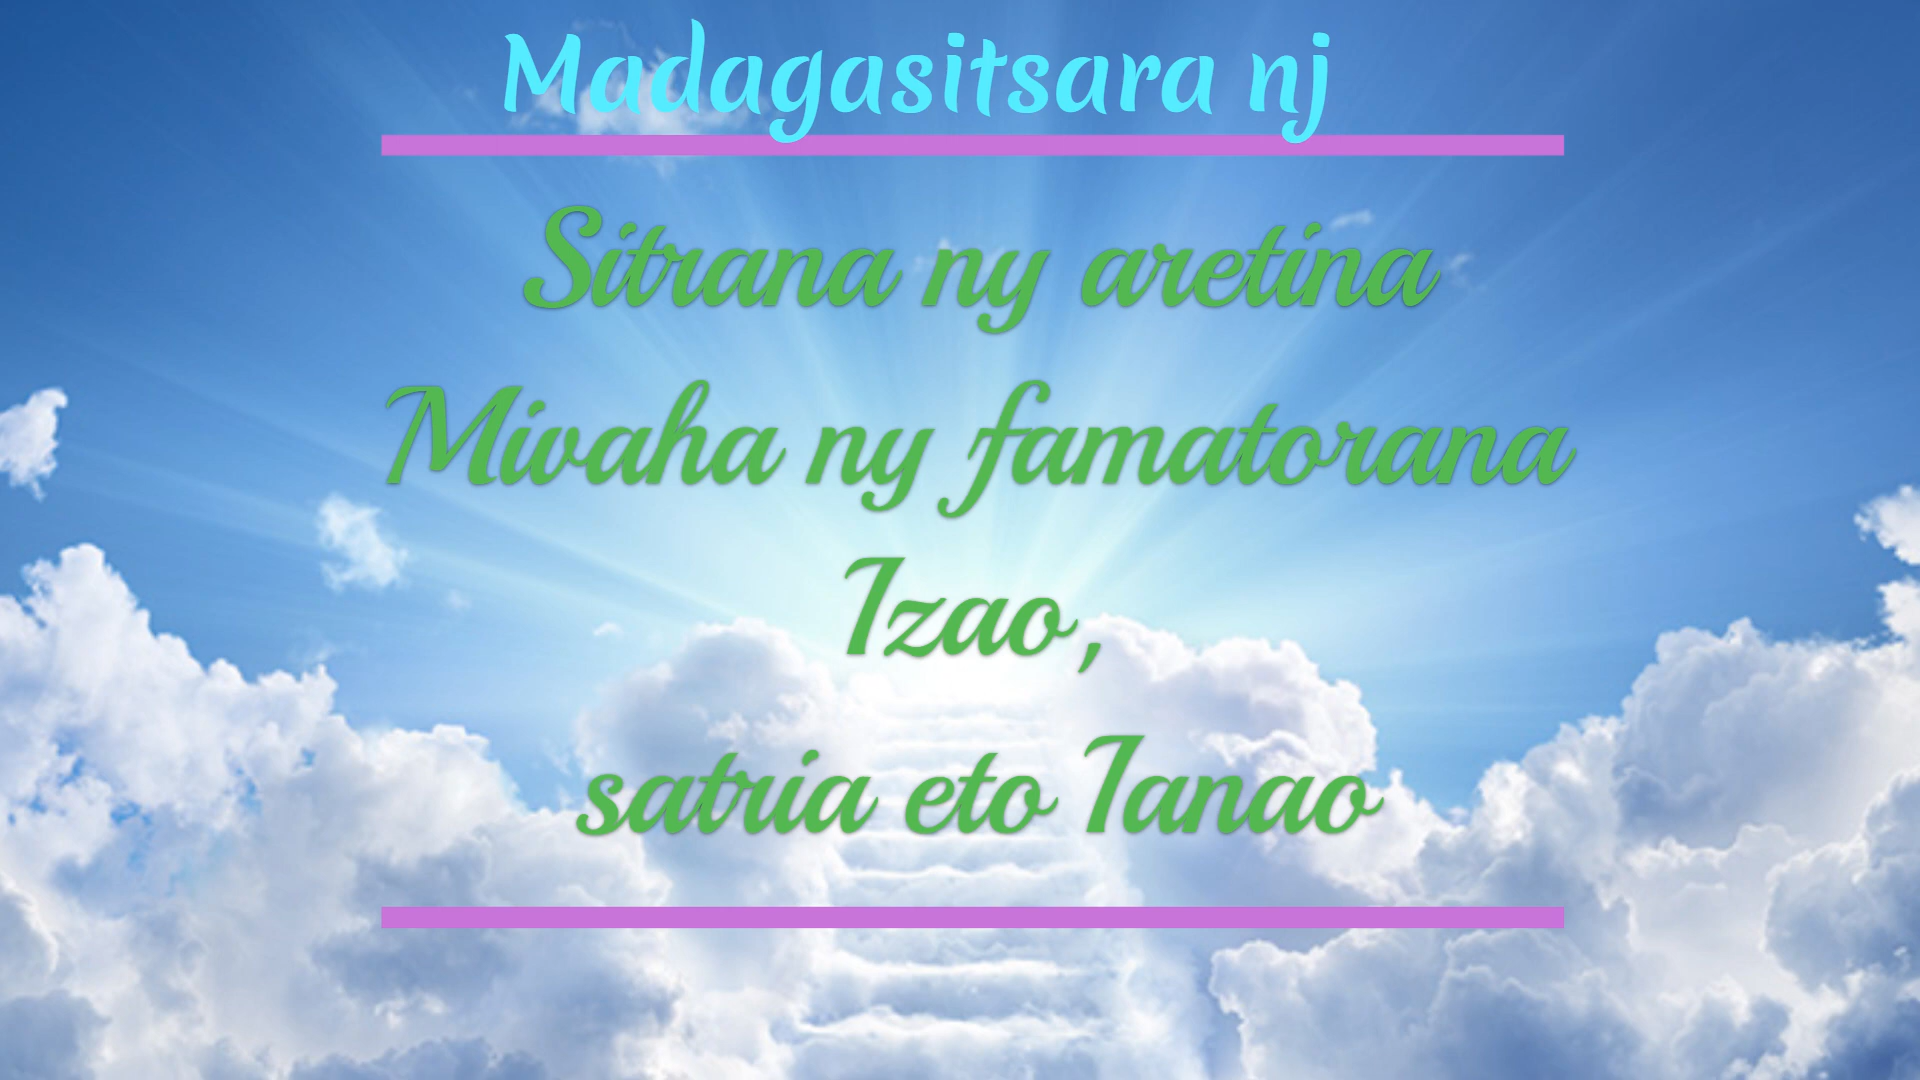 Madagasitsara nj
Sitrana ny aretina
Mivaha ny famatorana
Izao,
satria eto Ianao